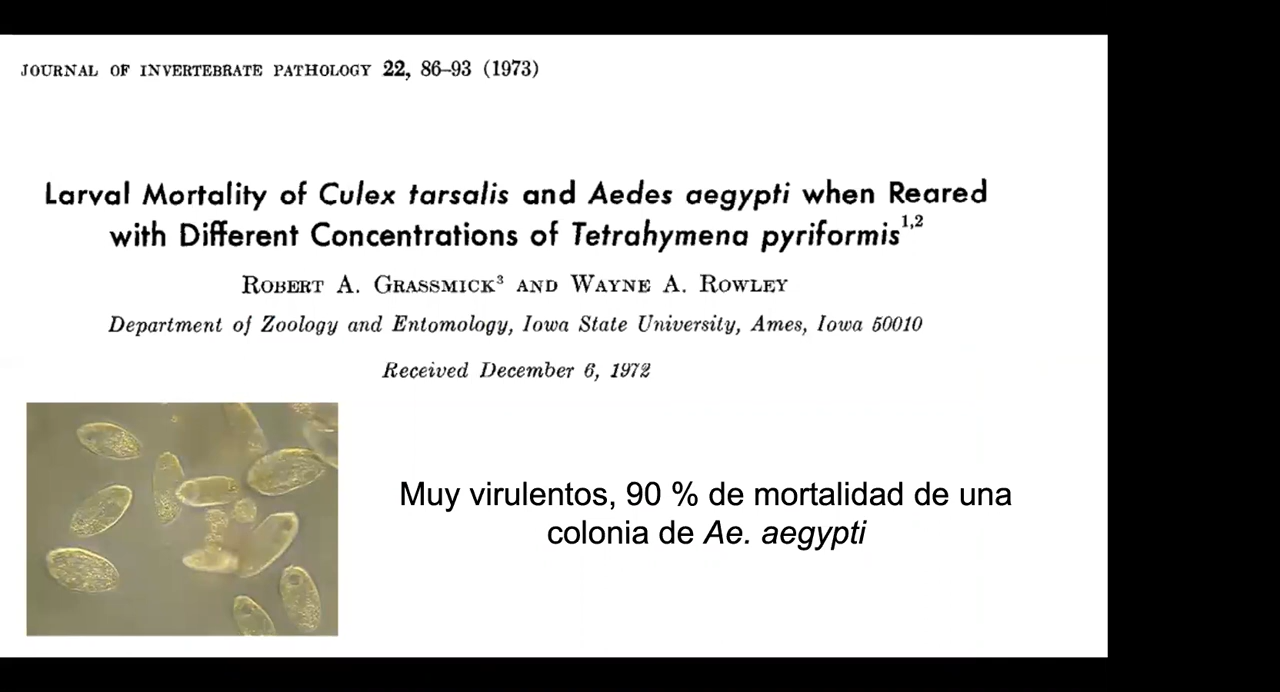 JOURNAL OF INVERTEBRATE PATHOLOGY 22, 86–93 (1973)
Larval Mortality of Culex tarsalis and Aedes aegypti when Reared
with Different Concentrations of Tetrahymena pyriformis1,2
ROBERT A. GRASSMICK3 AND WAYNE A. ROWLEY
Department of Zoology and Entomology, Iowa State University, Ames, Iowa 50010
Received December 6, 1972
Muy virulentos, 90 % de mortalidad de una
colonia de Ae. aegypti